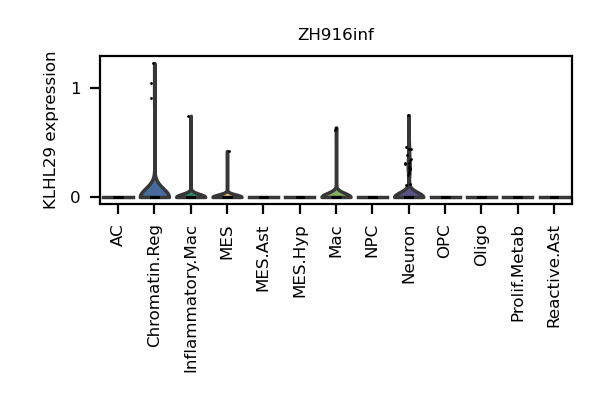 ZH916inf
KLHL29 expression
1
0
AC
Chromatin.Reg
Inflammatory.Mac
MES
MES.Ast
MES.Hyp
Mac
NPC
Neuron
OPC
Oligo
Prolif.Metab
Reactive.Ast